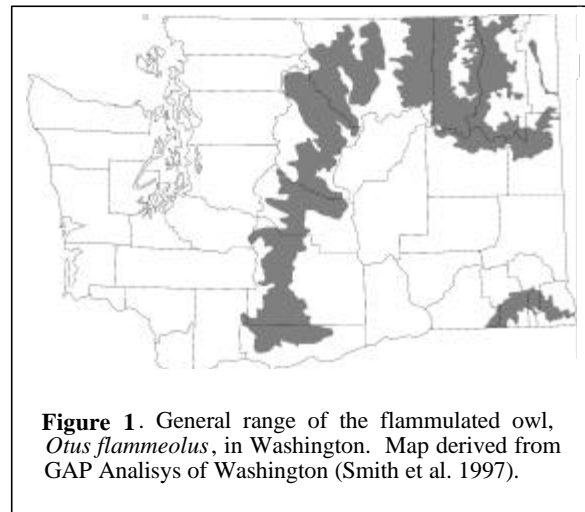 Figure 1. General range of the flammulated owl,
Otus flammeolus, in Washington. Map derived from
GAP Analisys of Washington (Smith et al. 1997).